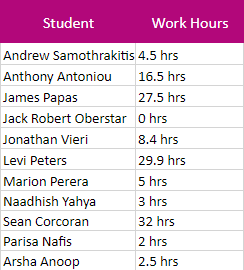 Student Work Hours
Andrew Samothrakitis 4.5 hrs
Anthony Antoniou 16.5 hrs
James Papas 27.5 hrs
Jack Robert Oberstar 0 hrs
Jonathan Vieri 8.4 hrs
Levi Peters 29.9 hrs
Marion Perera 5 hrs
Naadhish Yahya 3 hrs
Sean Corcoran 32 hrs
Parisa Nafis 2 hrs
Arsha Anoop 2.5 hrs